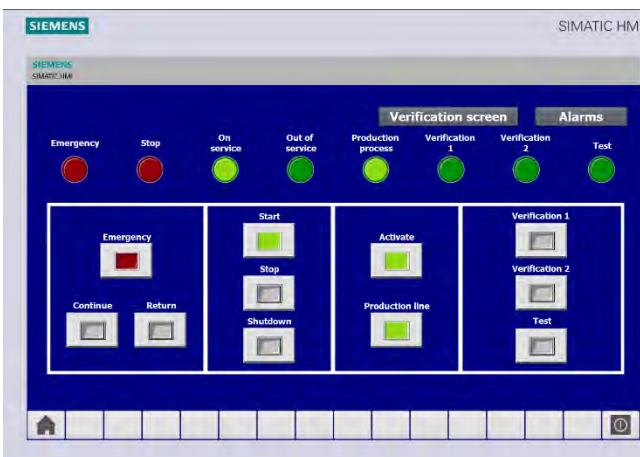 SIEMENS
SIMATIC HM
SIEMENS
SIMATIC HMI
Verification screen
Alarms
Emergency
Stop
On
service
Out of
service
Production
process
Verification
1
Verification
2
Test
Emergency
Continue
Return
Start
Stop
Shutdown
Activate
Production line
Verification 1
Verification 2
Test